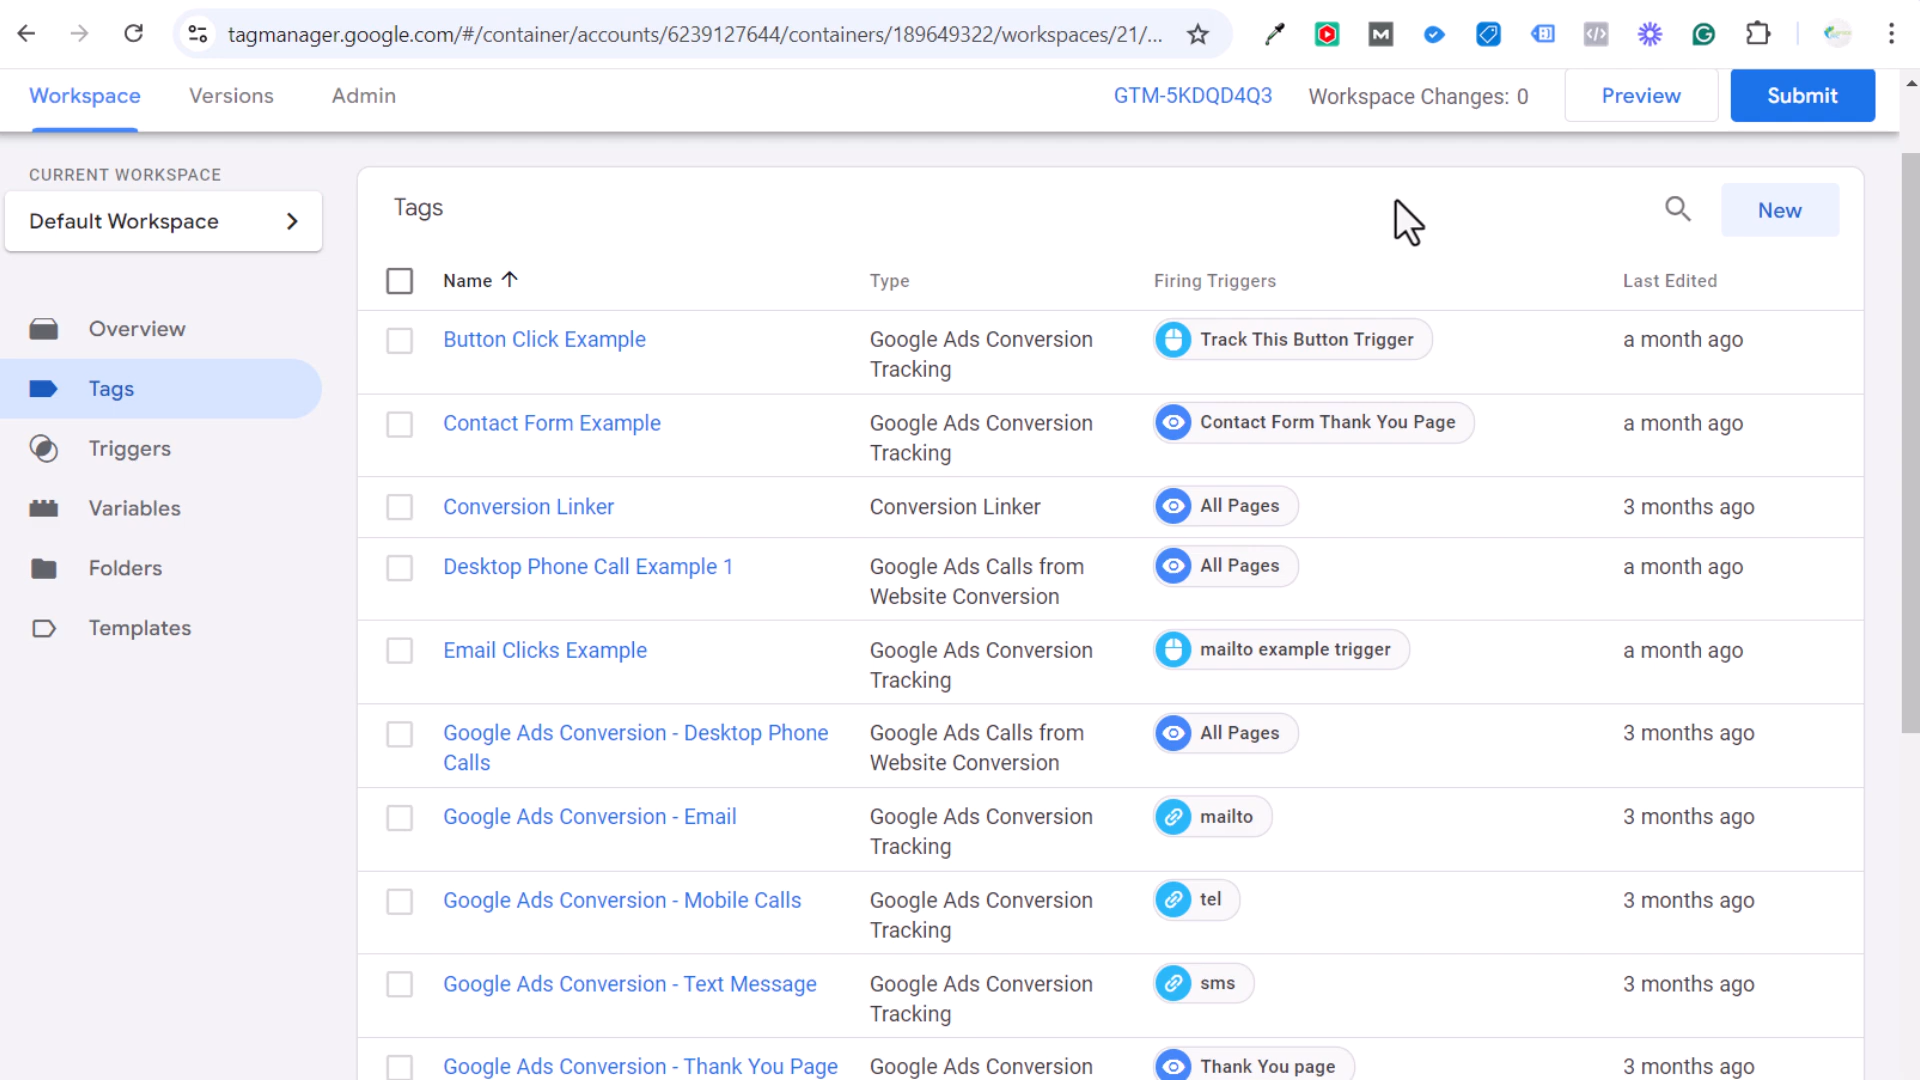 tagmanager.google.com/#/container/accounts/6239127644/containers/189649322/workspaces/21/...
Workspace Versions Admin GTM-5KDQD4Q3 Workspace Changes: 0 Preview Submit
CURRENT WORKSPACE
Default Workspace
Overview
Tags
Triggers
Variables
Folders
Templates
Tags New
Name Type Firing Triggers Last Edited
Button Click Example Google Ads Conversion Track This Button Trigger a month ago
Tracking
Contact Form Example Google Ads Conversion Contact Form Thank You Page a month ago
Tracking
Conversion Linker Conversion Linker All Pages 3 months ago
Desktop Phone Call Example 1 Google Ads Calls from All Pages a month ago
Website Conversion
Email Clicks Example Google Ads Conversion mailto example trigger a month ago
Tracking
Google Ads Conversion - Desktop Phone Google Ads Calls from All Pages 3 months ago
Calls Website Conversion
Google Ads Conversion - Email Google Ads Conversion mailto 3 months ago
Tracking
Google Ads Conversion - Mobile Calls Google Ads Conversion tel 3 months ago
Tracking
Google Ads Conversion - Text Message Google Ads Conversion sms 3 months ago
Tracking
Google Ads Conversion - Thank You Page Google Ads Conversion Thank You page 3 months ago